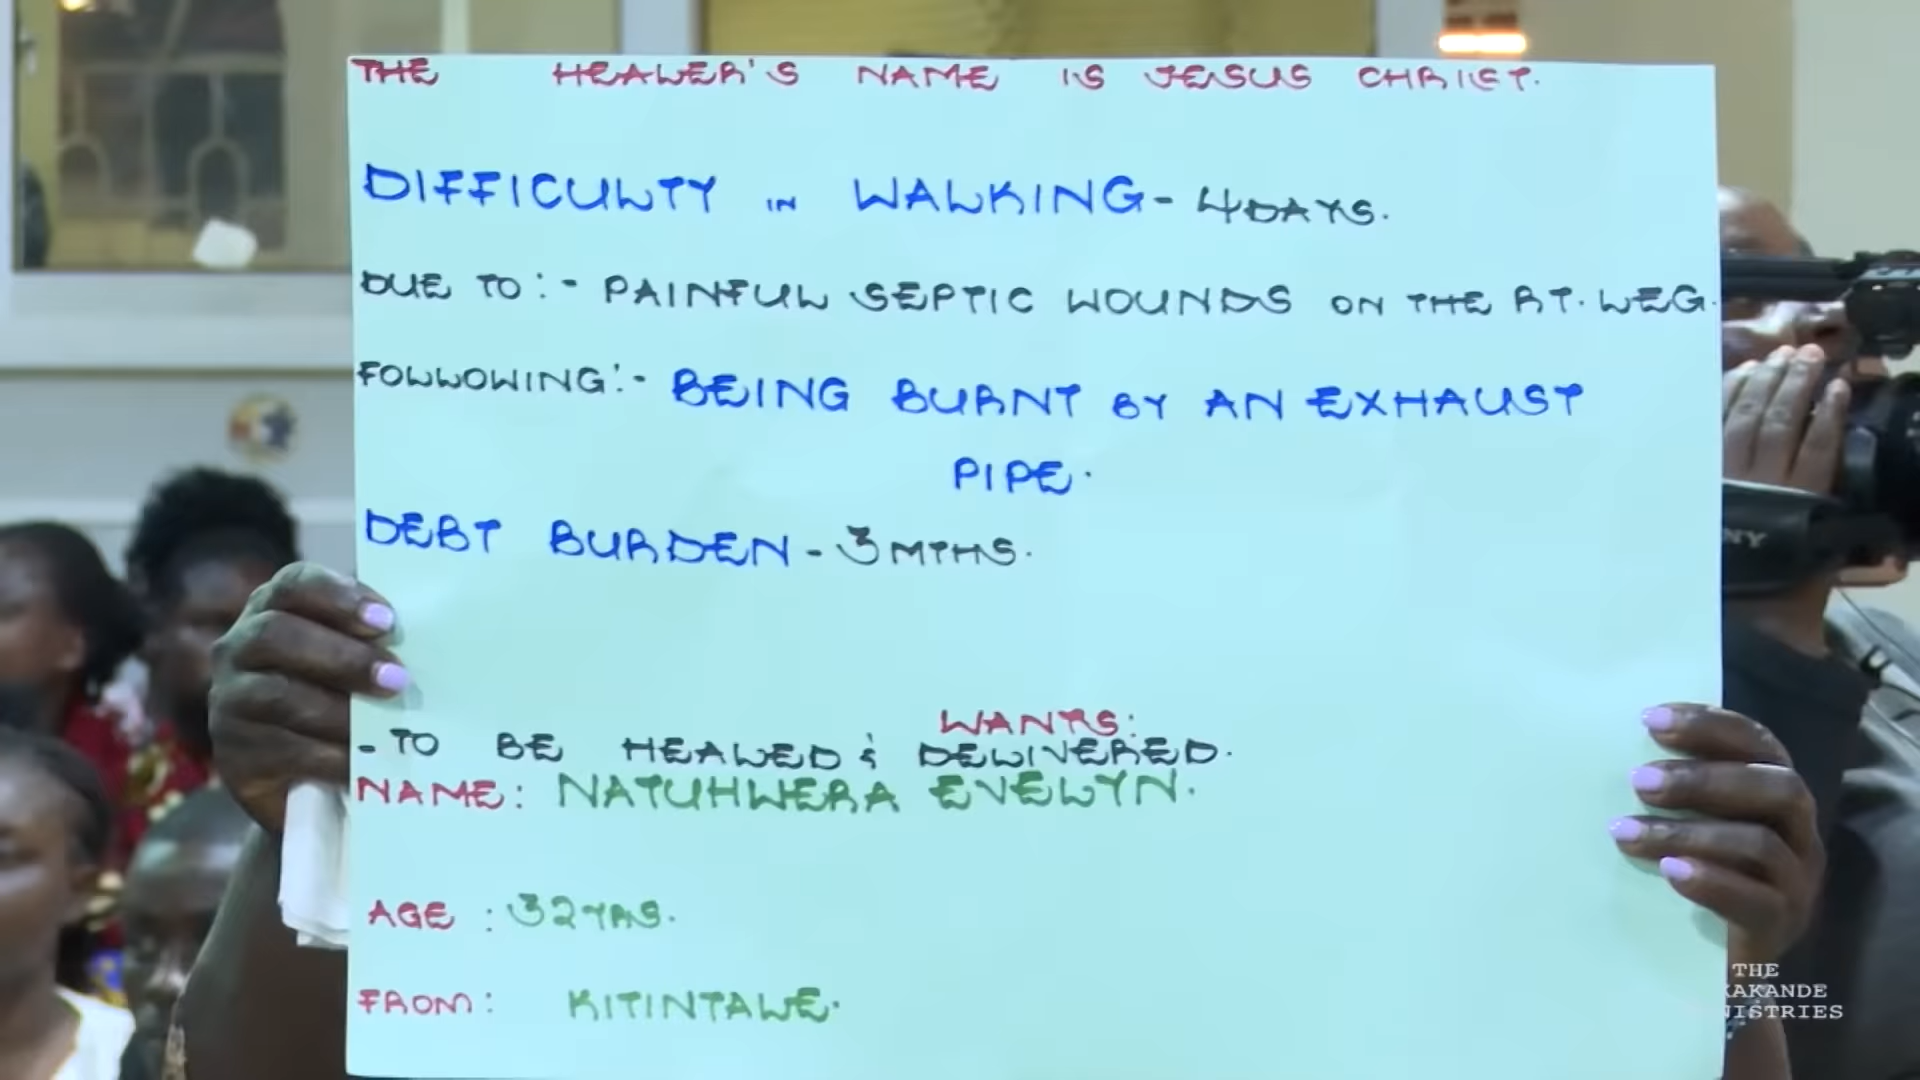 THE HEALER'S NAME IS JESUS CHRIST.
DIFFICULTY IN WALKING - 4DAYS.
DUE TO:- PAINFUL SEPTIC WOUNDS ON THE RT. LEG.
FOLLOWING:- BEING BURNT BY AN EXHAUST
PIPE.
DEBT BURDEN - 3MTHS.
WANTS:
- TO BE HEALED & DELIVERED.
NAME: NATUHWERA EVELYN.
AGE : 32YRS.
FROM: KITINTALE.
THE
KAKANDE
MINISTRIES